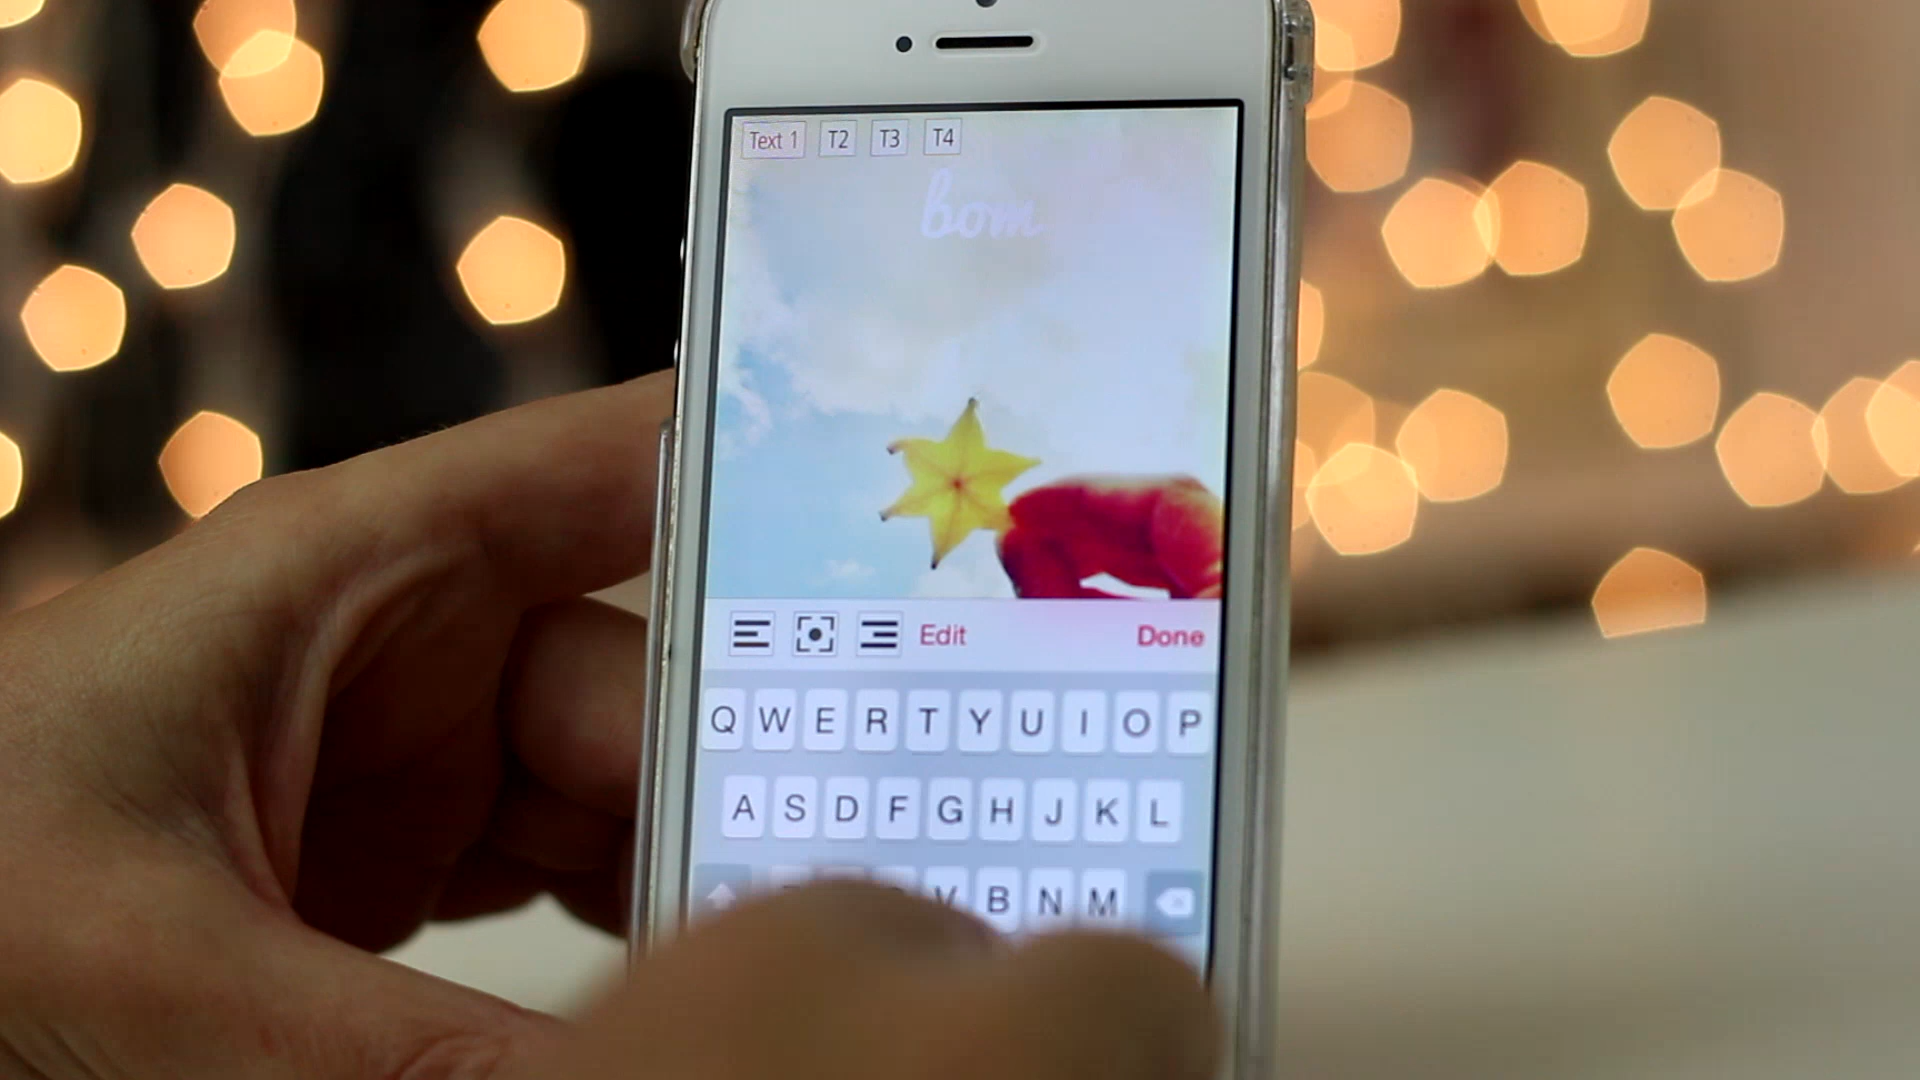 Text 1 T2 T3 T4
bom
Edit Done
Q W E R T Y U I O P
A S D F G H J K L
V B N M